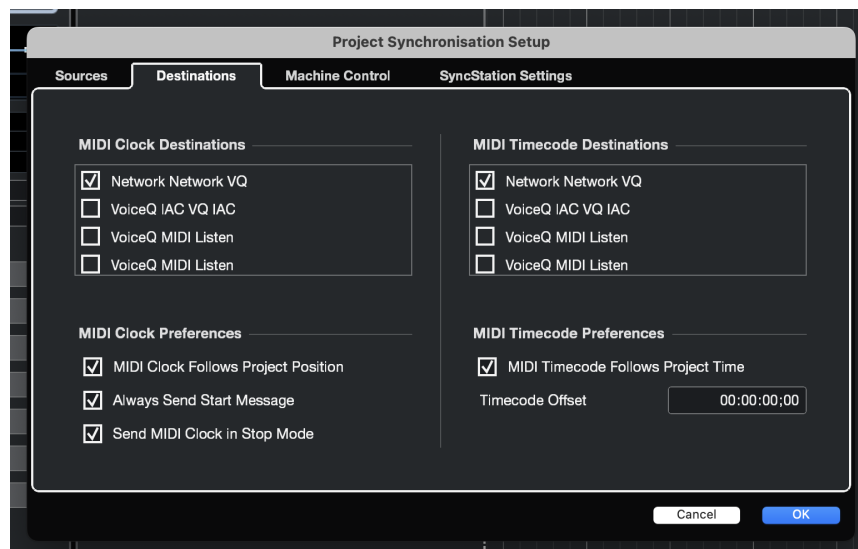 Project Synchronisation Setup
Sources
Destinations
Machine Control
SyncStation Settings
MIDI Clock Destinations
Network Network VQ
VoiceQ IAC VQ IAC
VoiceQ MIDI Listen
VoiceQ MIDI Listen
MIDI Clock Preferences
MIDI Clock Follows Project Position
Always Send Start Message
Send MIDI Clock in Stop Mode
MIDI Timecode Destinations
Network Network VQ
VoiceQ IAC VQ IAC
VoiceQ MIDI Listen
VoiceQ MIDI Listen
MIDI Timecode Preferences
MIDI Timecode Follows Project Time
Timecode Offset 00:00:00;00
Cancel
OK